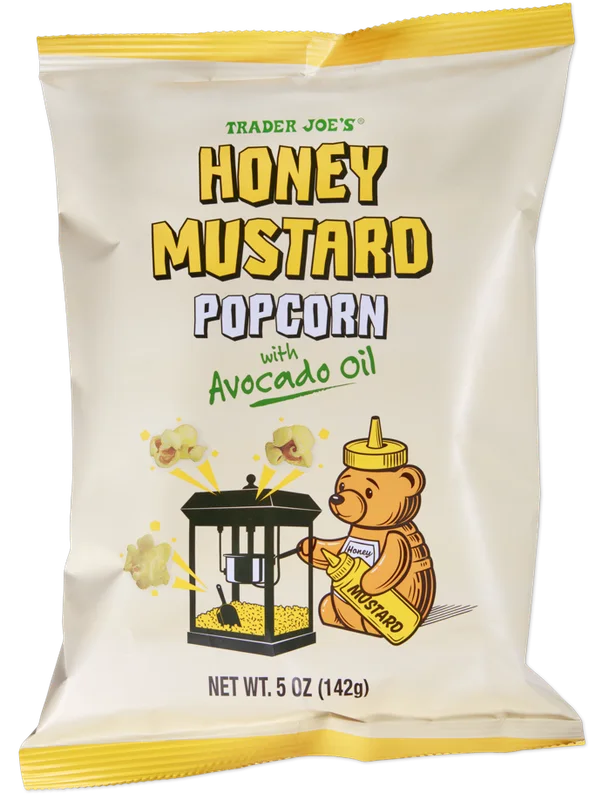 TRADER JOE'S®
HONEY
MUSTARD
POPCORN
with
Avocado Oil
Honey
MUSTARD
NET WT. 5 OZ (142g)